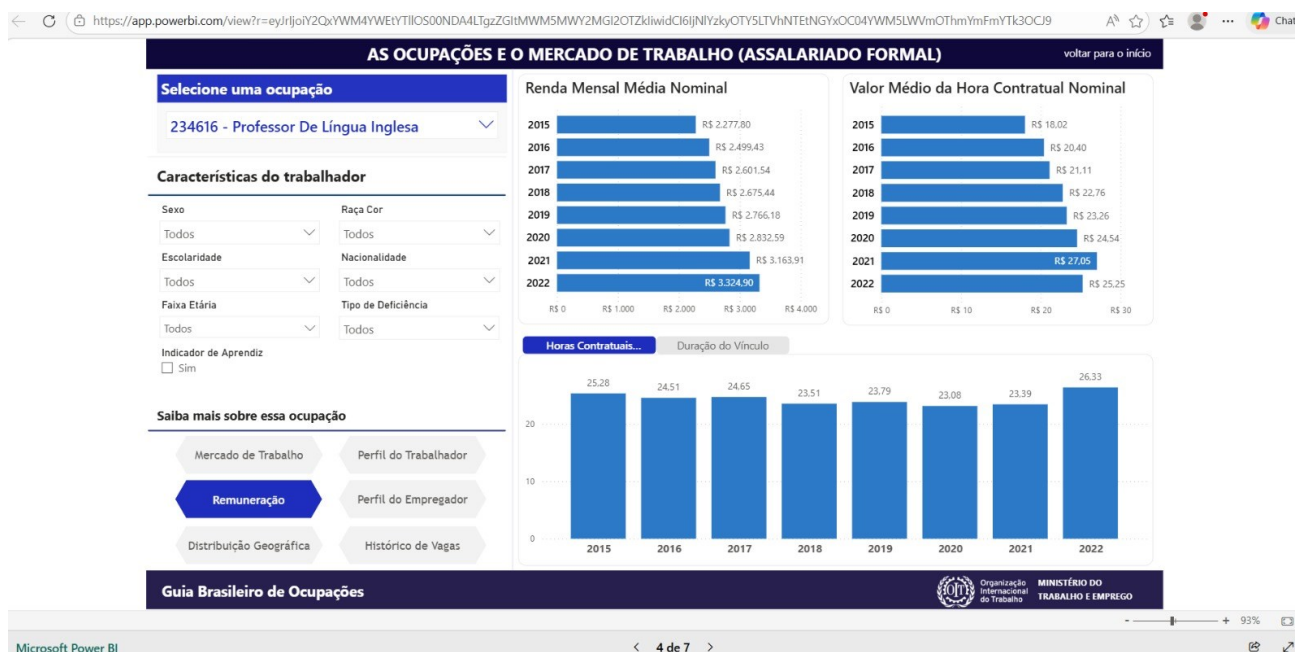 https://app.powerbi.com/view?r=eyJrIjoiY2QxYWM4YWEtYTllOS00NDA4LTgzZGItMWM5MWY2MGI2OTZkIiwidCI6IjNlYzkyOTY5LTVhNTEtNGYxOC04YWM5LWVmOThmYmFmYTk3OCJ9
Chat
AS OCUPAÇÕES E O MERCADO DE TRABALHO (ASSALARIADO FORMAL)
voltar para o início
Selecione uma ocupação
234616 - Professor De Língua Inglesa
Características do trabalhador
Sexo
Raça Cor
Todos
Todos
Escolaridade
Nacionalidade
Todos
Todos
Faixa Etária
Tipo de Deficiência
Todos
Todos
Indicador de Aprendiz
Sim
Saiba mais sobre essa ocupação
Mercado de Trabalho
Perfil do Trabalhador
Remuneração
Perfil do Empregador
Distribuição Geográfica
Histórico de Vagas
Renda Mensal Média Nominal
2015 R$ 2.277,80
2016 R$ 2.499,43
2017 R$ 2.601,54
2018 R$ 2.675,44
2019 R$ 2.766,18
2020 R$ 2.832,59
2021 R$ 3.163,91
2022 R$ 3.324,90
R$ 0 R$ 1.000 R$ 2.000 R$ 3.000 R$ 4.000
Valor Médio da Hora Contratual Nominal
2015 R$ 18,02
2016 R$ 20,40
2017 R$ 21,11
2018 R$ 22,76
2019 R$ 23,26
2020 R$ 24,54
2021 R$ 27,05
2022 R$ 25,25
R$ 0 R$ 10 R$ 20 R$ 30
Horas Contratuais...
Duração do Vínculo
25,28 24,51 24,65 23,51 23,79 23,08 23,39 26,33
20
10
0
2015 2016 2017 2018 2019 2020 2021 2022
Guia Brasileiro de Ocupações
OIT
Organização
Internacional
do Trabalho
MINISTÉRIO DO
TRABALHO E EMPREGO
- + 93%
Microsoft Power BI
< 4 de 7 >